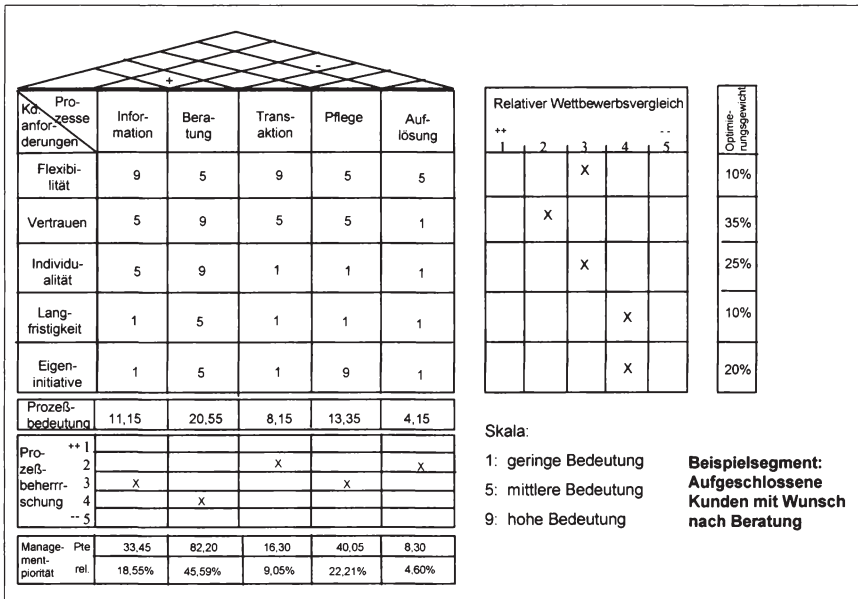 +
-
Kd. Pro-
anfor- zesse
derungen
Infor-
mation
Bera-
tung
Trans-
aktion
Pflege
Auf-
lösung
Relativer Wettbewerbsvergleich
++ --
1 2 3 4 5
Optimie-
rungsgewicht
Flexibi-
lität
9 5 9 5 5
X
10%
Vertrauen
5 9 5 5 1
X
35%
Individu-
alität
5 9 1 1 1
X
25%
Lang-
fristigkeit
1 5 1 1 1
X
10%
Eigen-
initiative
1 5 1 9 1
X
20%
Prozeß-
bedeutung
11,15 20,55 8,15 13,35 4,15
Pro-
zeß-
beherrr-
schung
++ 1
2 X X
3 X X
4 X
-- 5
Manage-
ment-
piorität
Pte 33,45 82,20 16,30 40,05 8,30
rel. 18,55% 45,59% 9,05% 22,21% 4,60%
Skala:
1: geringe Bedeutung
5: mittlere Bedeutung
9: hohe Bedeutung
Beispielsegment:
Aufgeschlossene
Kunden mit Wunsch
nach Beratung